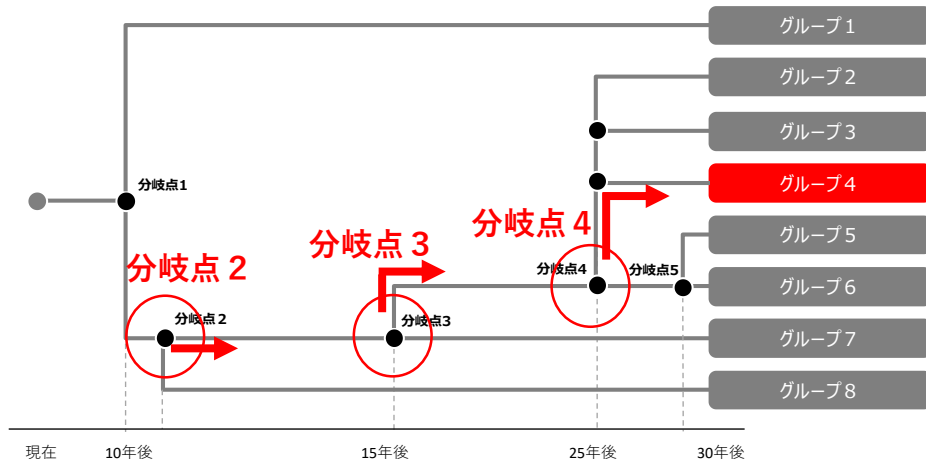 グループ１
グループ２
グループ３
分岐点1
グループ４
分岐点２
分岐点３
分岐点４
グループ５
分岐点4
分岐点5
グループ６
分岐点2
分岐点3
グループ７
グループ８
現在
10年後
15年後
25年後
30年後